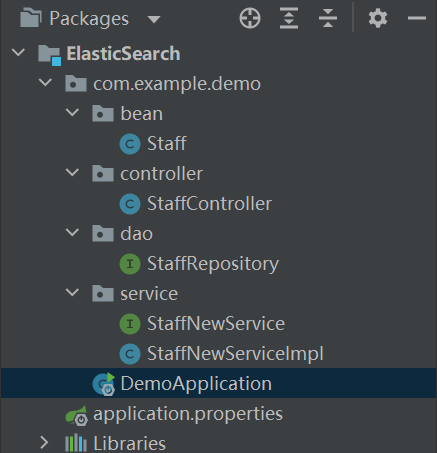 Packages
ElasticSearch
com.example.demo
bean
C Staff
controller
C StaffController
dao
I StaffRepository
service
I StaffNewService
C StaffNewServiceImpl
DemoApplication
application.properties
Libraries